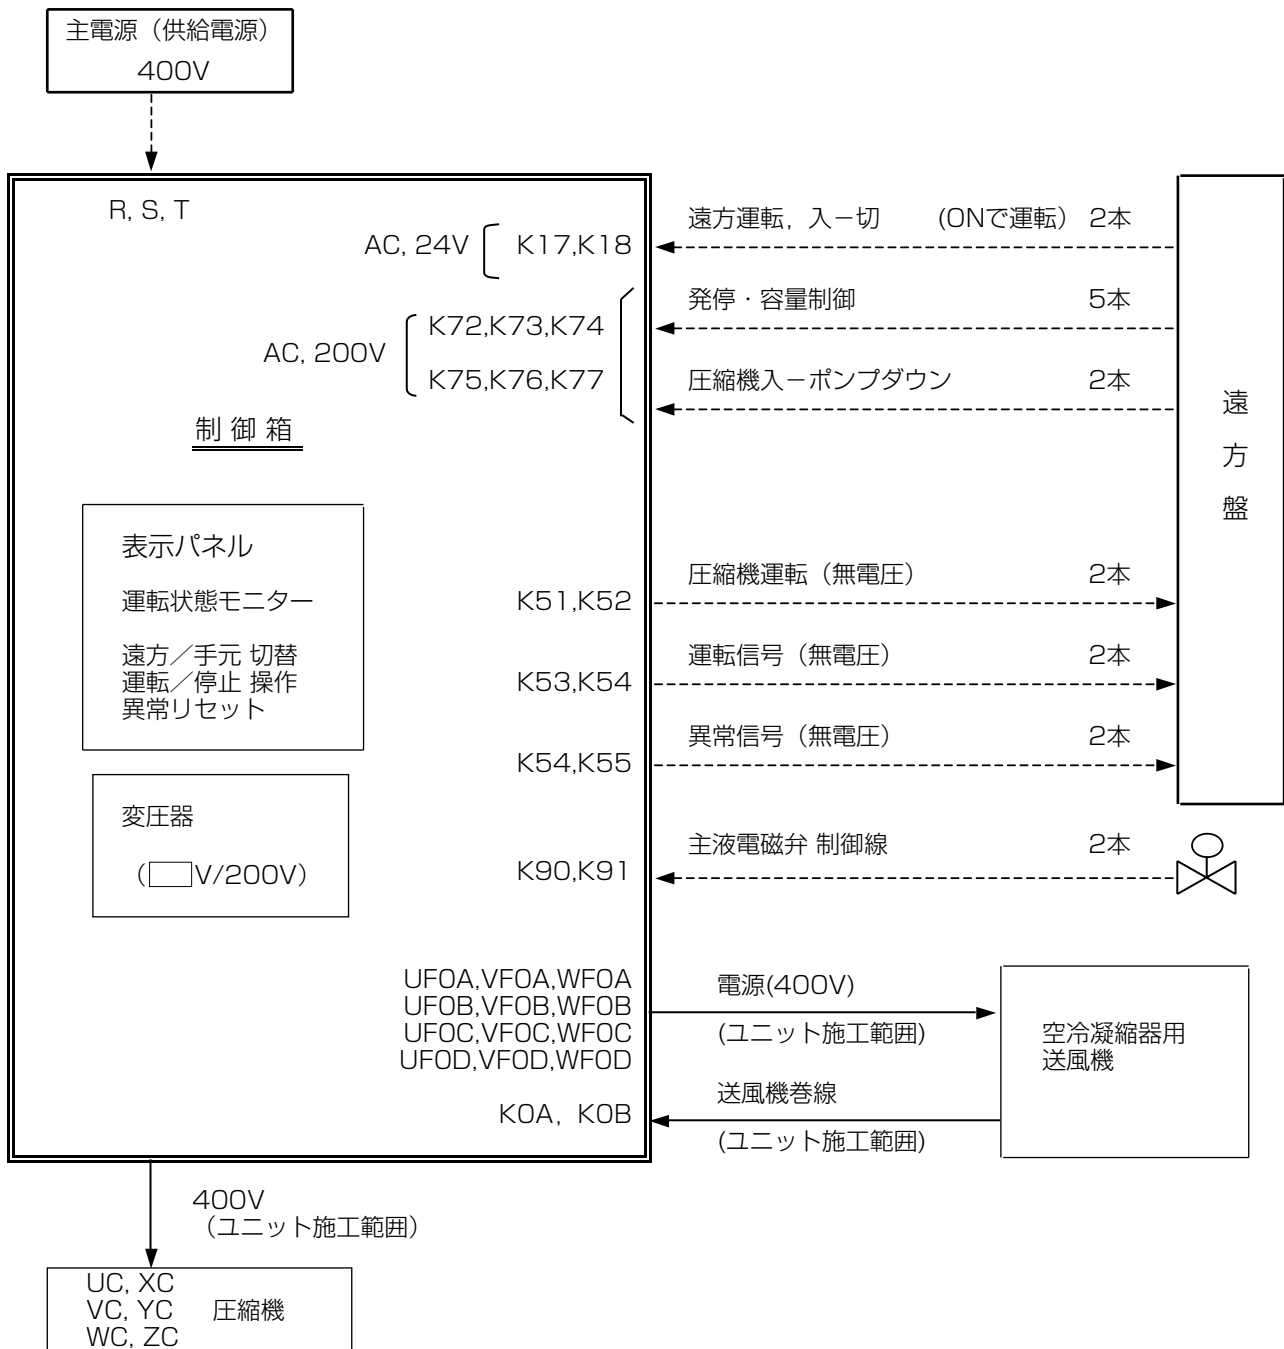 主電源（供給電源）
400V
R, S, T
AC, 24V
K17,K18
遠方運転，入－切　(ONで運転） 2本
AC, 200V
K72,K73,K74
K75,K76,K77
発停・容量制御　5本
圧縮機入－ポンプダウン　2本
制 御 箱
遠
方
盤
表示パネル
運転状態モニター
遠方／手元 切替
運転／停止 操作
異常リセット
K51,K52
圧縮機運転（無電圧）　2本
K53,K54
運転信号（無電圧）　2本
K54,K55
異常信号（無電圧）　2本
変圧器
（□V/200V）
K90,K91
主液電磁弁 制御線　2本
UF0A,VF0A,WF0A
UF0B,VF0B,WF0B
UF0C,VF0C,WF0C
UF0D,VF0D,WF0D
電源(400V)
(ユニット施工範囲)
空冷凝縮器用
送風機
K0A，K0B
送風機巻線
(ユニット施工範囲)
400V
（ユニット施工範囲）
UC, XC
VC, YC
WC, ZC
圧縮機